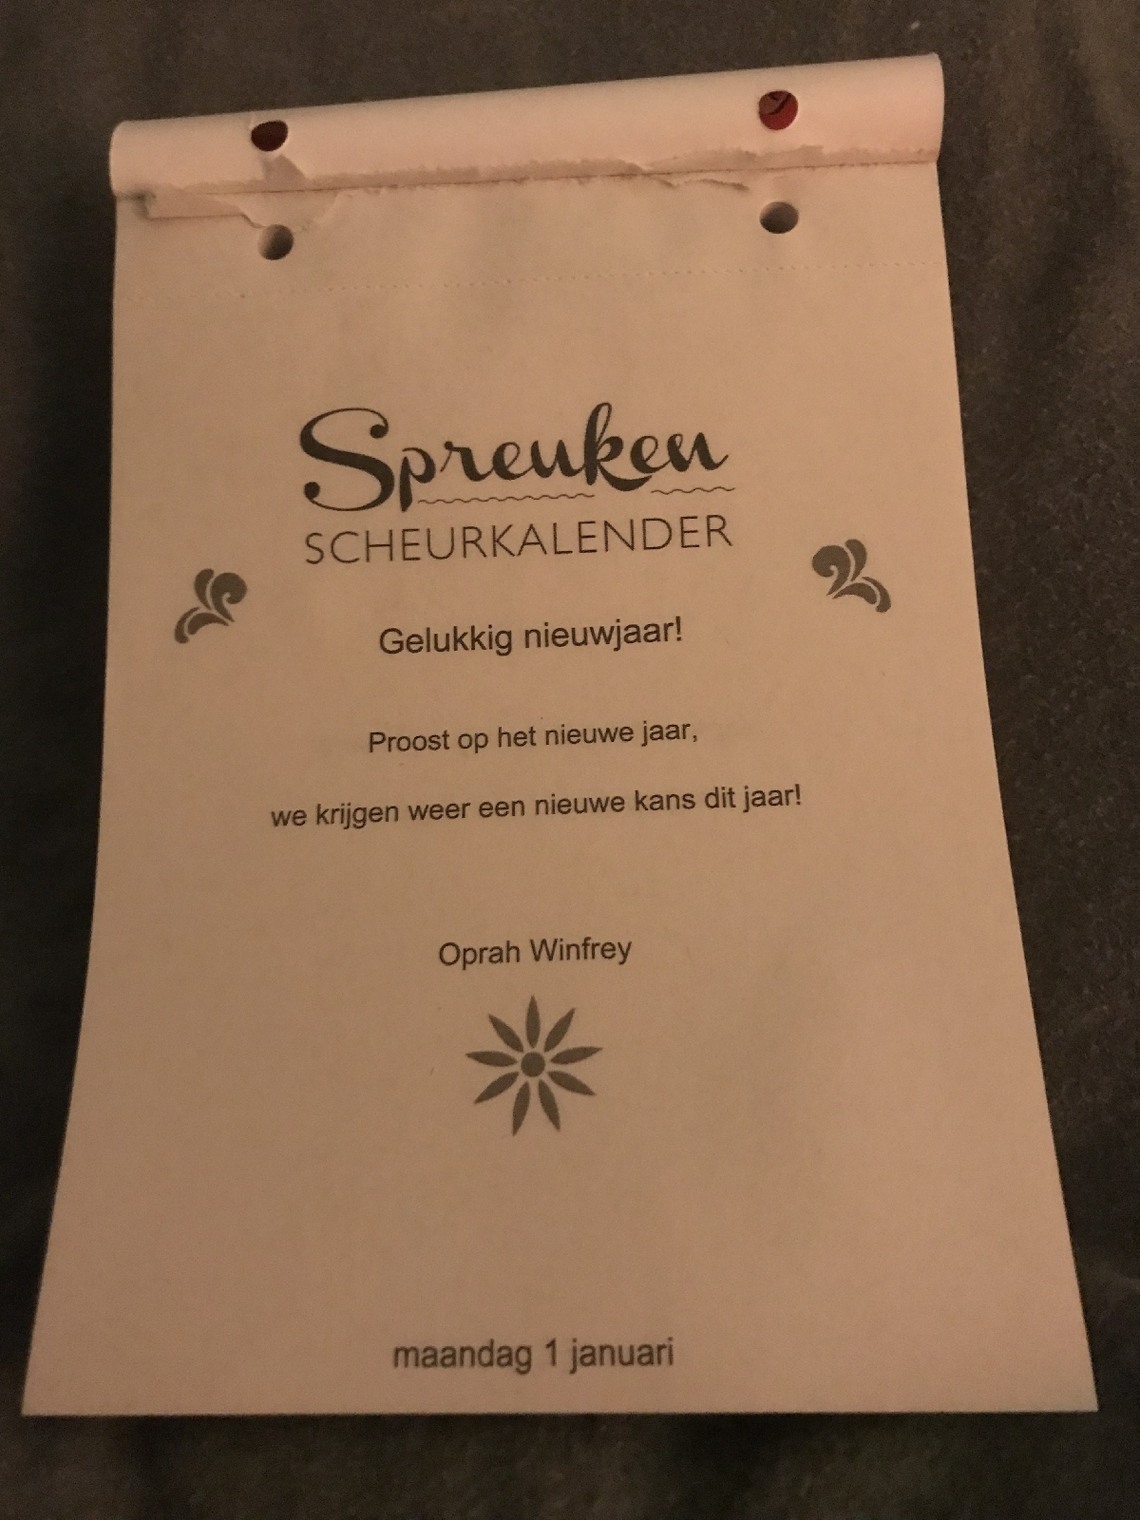 Spreuken
SCHEURKALENDER
Gelukkig nieuwjaar!
Proost op het nieuwe jaar,
we krijgen weer een nieuwe kans dit jaar!
Oprah Winfrey
maandag 1 januari